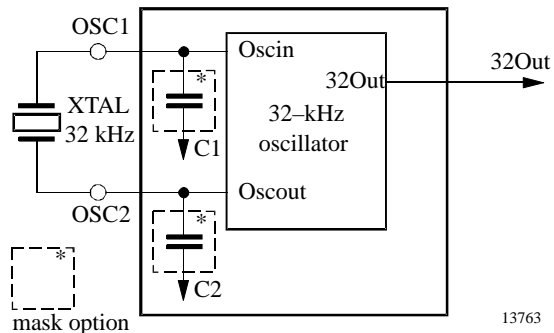 OSC1
Oscin
*
32Out
32Out
XTAL
32 kHz
32–kHz
oscillator
C1
Oscout
OSC2
*
*
C2
mask option
13763